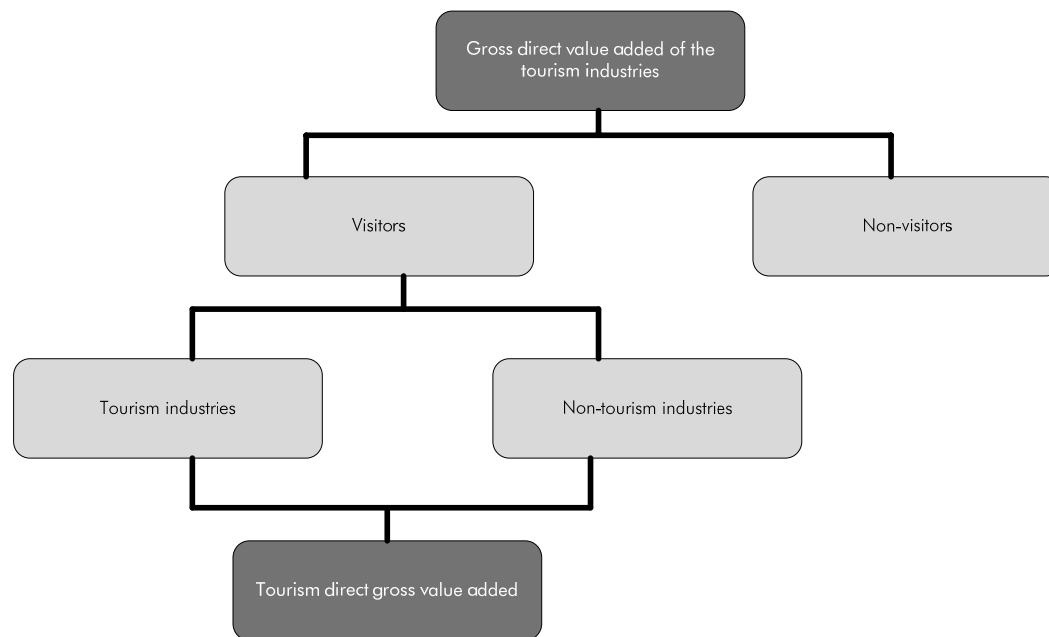 Gross direct value added of the
tourism industries
Visitors
Non-visitors
Tourism industries
Non-tourism industries
Tourism direct gross value added